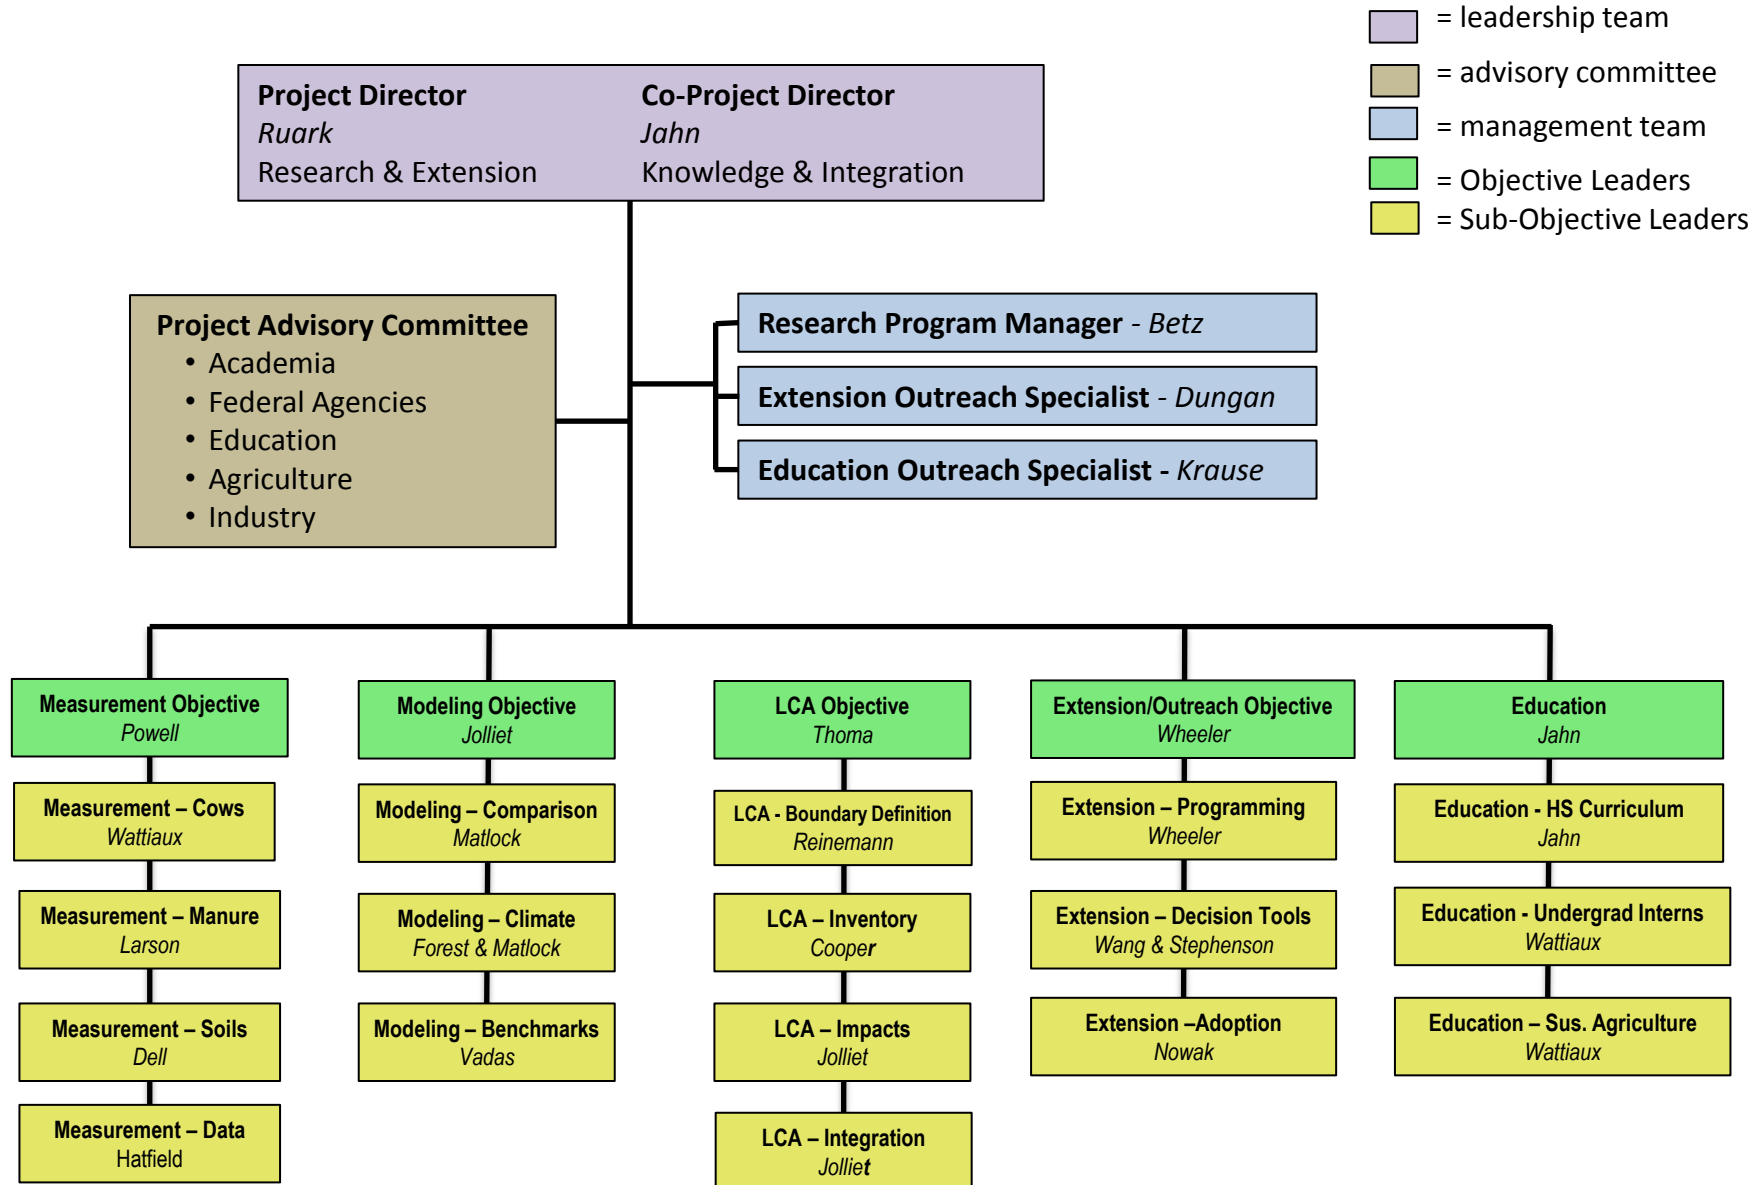 = leadership team
= advisory committee
= management team
= Objective Leaders
= Sub-Objective Leaders
Project Director
Ruark
Research & Extension
Co-Project Director
Jahn
Knowledge & Integration
Project Advisory Committee
• Academia
• Federal Agencies
• Education
• Agriculture
• Industry
Research Program Manager - Betz
Extension Outreach Specialist - Dungan
Education Outreach Specialist - Krause
Measurement Objective
Powell
Measurement – Cows
Wattiaux
Measurement – Manure
Larson
Measurement – Soils
Dell
Measurement – Data
Hatfield
Modeling Objective
Jolliet
Modeling – Comparison
Matlock
Modeling – Climate
Forest & Matlock
Modeling – Benchmarks
Vadas
LCA Objective
Thoma
LCA - Boundary Definition
Reinemann
LCA – Inventory
Cooper
LCA – Impacts
Jolliet
LCA – Integration
Jolliet
Extension/Outreach Objective
Wheeler
Extension – Programming
Wheeler
Extension – Decision Tools
Wang & Stephenson
Extension –Adoption
Nowak
Education
Jahn
Education - HS Curriculum
Jahn
Education - Undergrad Interns
Wattiaux
Education – Sus. Agriculture
Wattiaux